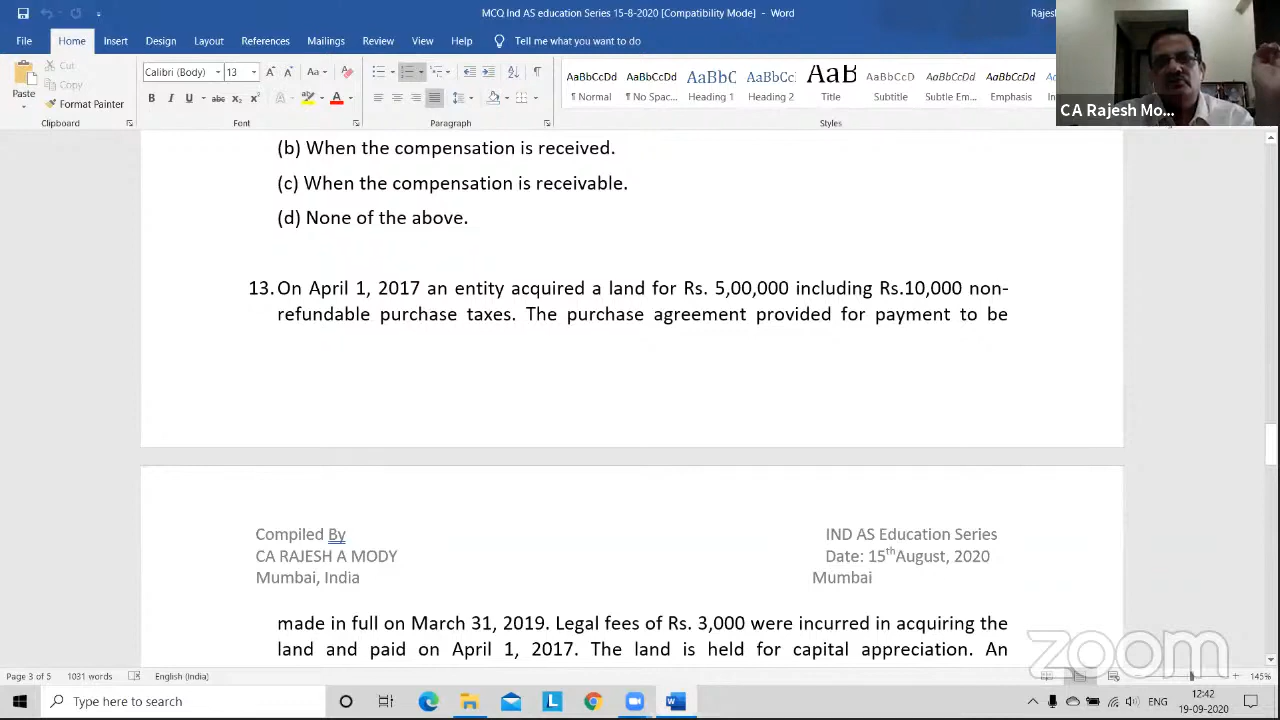 MCQ Ind AS education Series 15-8-2020 [Compatibility Mode] - Word
Rajesh
File Home Insert Design Layout References Mailings Review View Help Tell me what you want to do
Paste
Cut
Copy
Format Painter
Clipboard
Calibri (Body) 13
Font
Paragraph
AaBbCcDd AaBbCcDd AaBbC AaBbCc AaB AaBbCcD AaBbCcDd AaBbCcDd
¶ Normal ¶ No Spac... Heading 1 Heading 2 Title Subtitle Subtle Em... Emphasis
Styles
CA Rajesh Mo...
(b) When the compensation is received.
(c) When the compensation is receivable.
(d) None of the above.
13. On April 1, 2017 an entity acquired a land for Rs. 5,00,000 including Rs.10,000 non-
refundable purchase taxes. The purchase agreement provided for payment to be
Compiled By
CA RAJESH A MODY
Mumbai, India
IND AS Education Series
Date: 15thAugust, 2020
Mumbai
made in full on March 31, 2019. Legal fees of Rs. 3,000 were incurred in acquiring the
land and paid on April 1, 2017. The land is held for capital appreciation. An
zoom
Page 3 of 5 1031 words English (India) 145%
Type here to search
ENG
12:42
19-09-2020